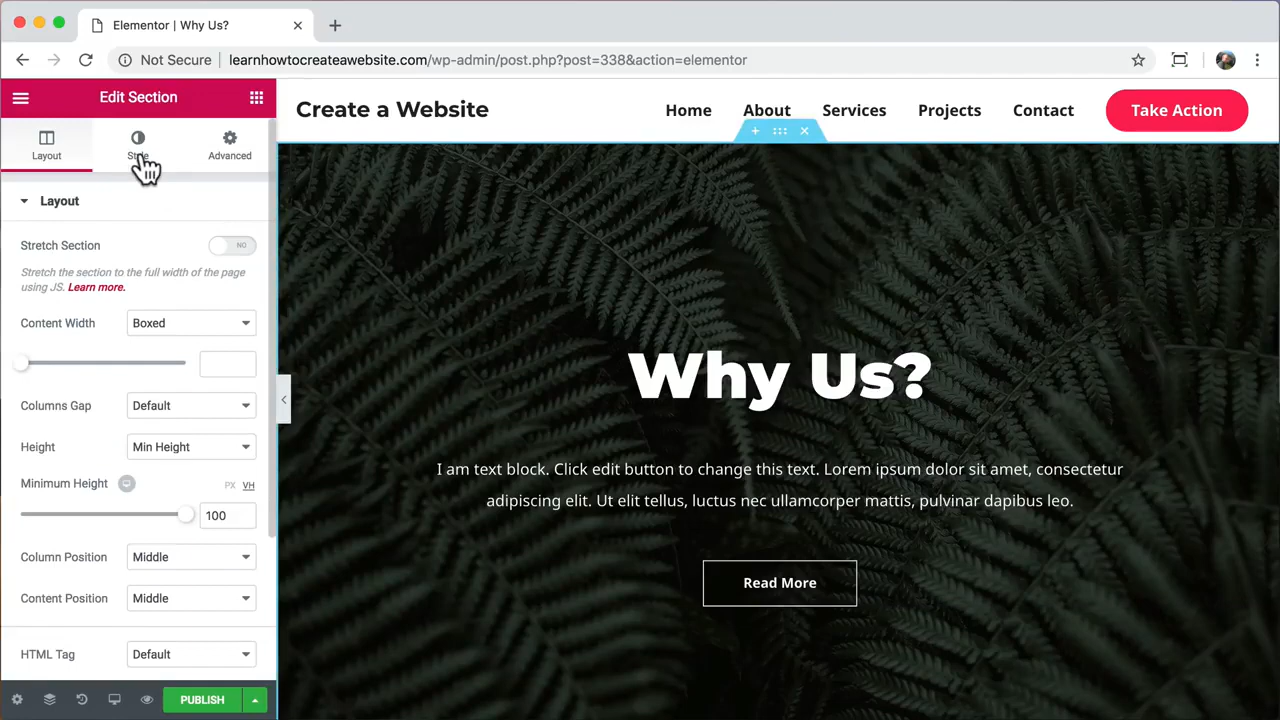 Elementor | Why Us?
Not Secure learnhowtocreateawebsite.com/wp-admin/post.php?post=338&action=elementor
Edit Section
Create a Website
Home
About
Services
Projects
Contact
Take Action
Layout
Style
Advanced
Layout
Stretch Section NO
Stretch the section to the full width of the page
using JS. Learn more.
Content Width Boxed
Columns Gap Default
Height Min Height
Minimum Height PX VH
100
Column Position Middle
Content Position Middle
HTML Tag Default
PUBLISH
Why Us?
I am text block. Click edit button to change this text. Lorem ipsum dolor sit amet, consectetur
adipiscing elit. Ut elit tellus, luctus nec ullamcorper mattis, pulvinar dapibus leo.
Read More